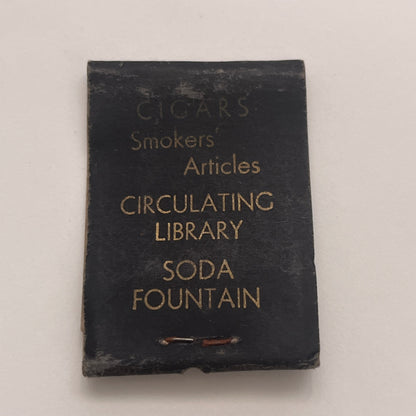 CIGARS
Smokers'
Articles
CIRCULATING
LIBRARY
SODA
FOUNTAIN